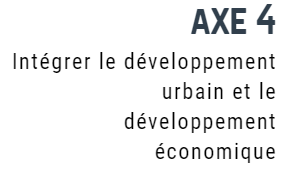 AXE 4
Intégrer le développement
urbain et le
développement
économique